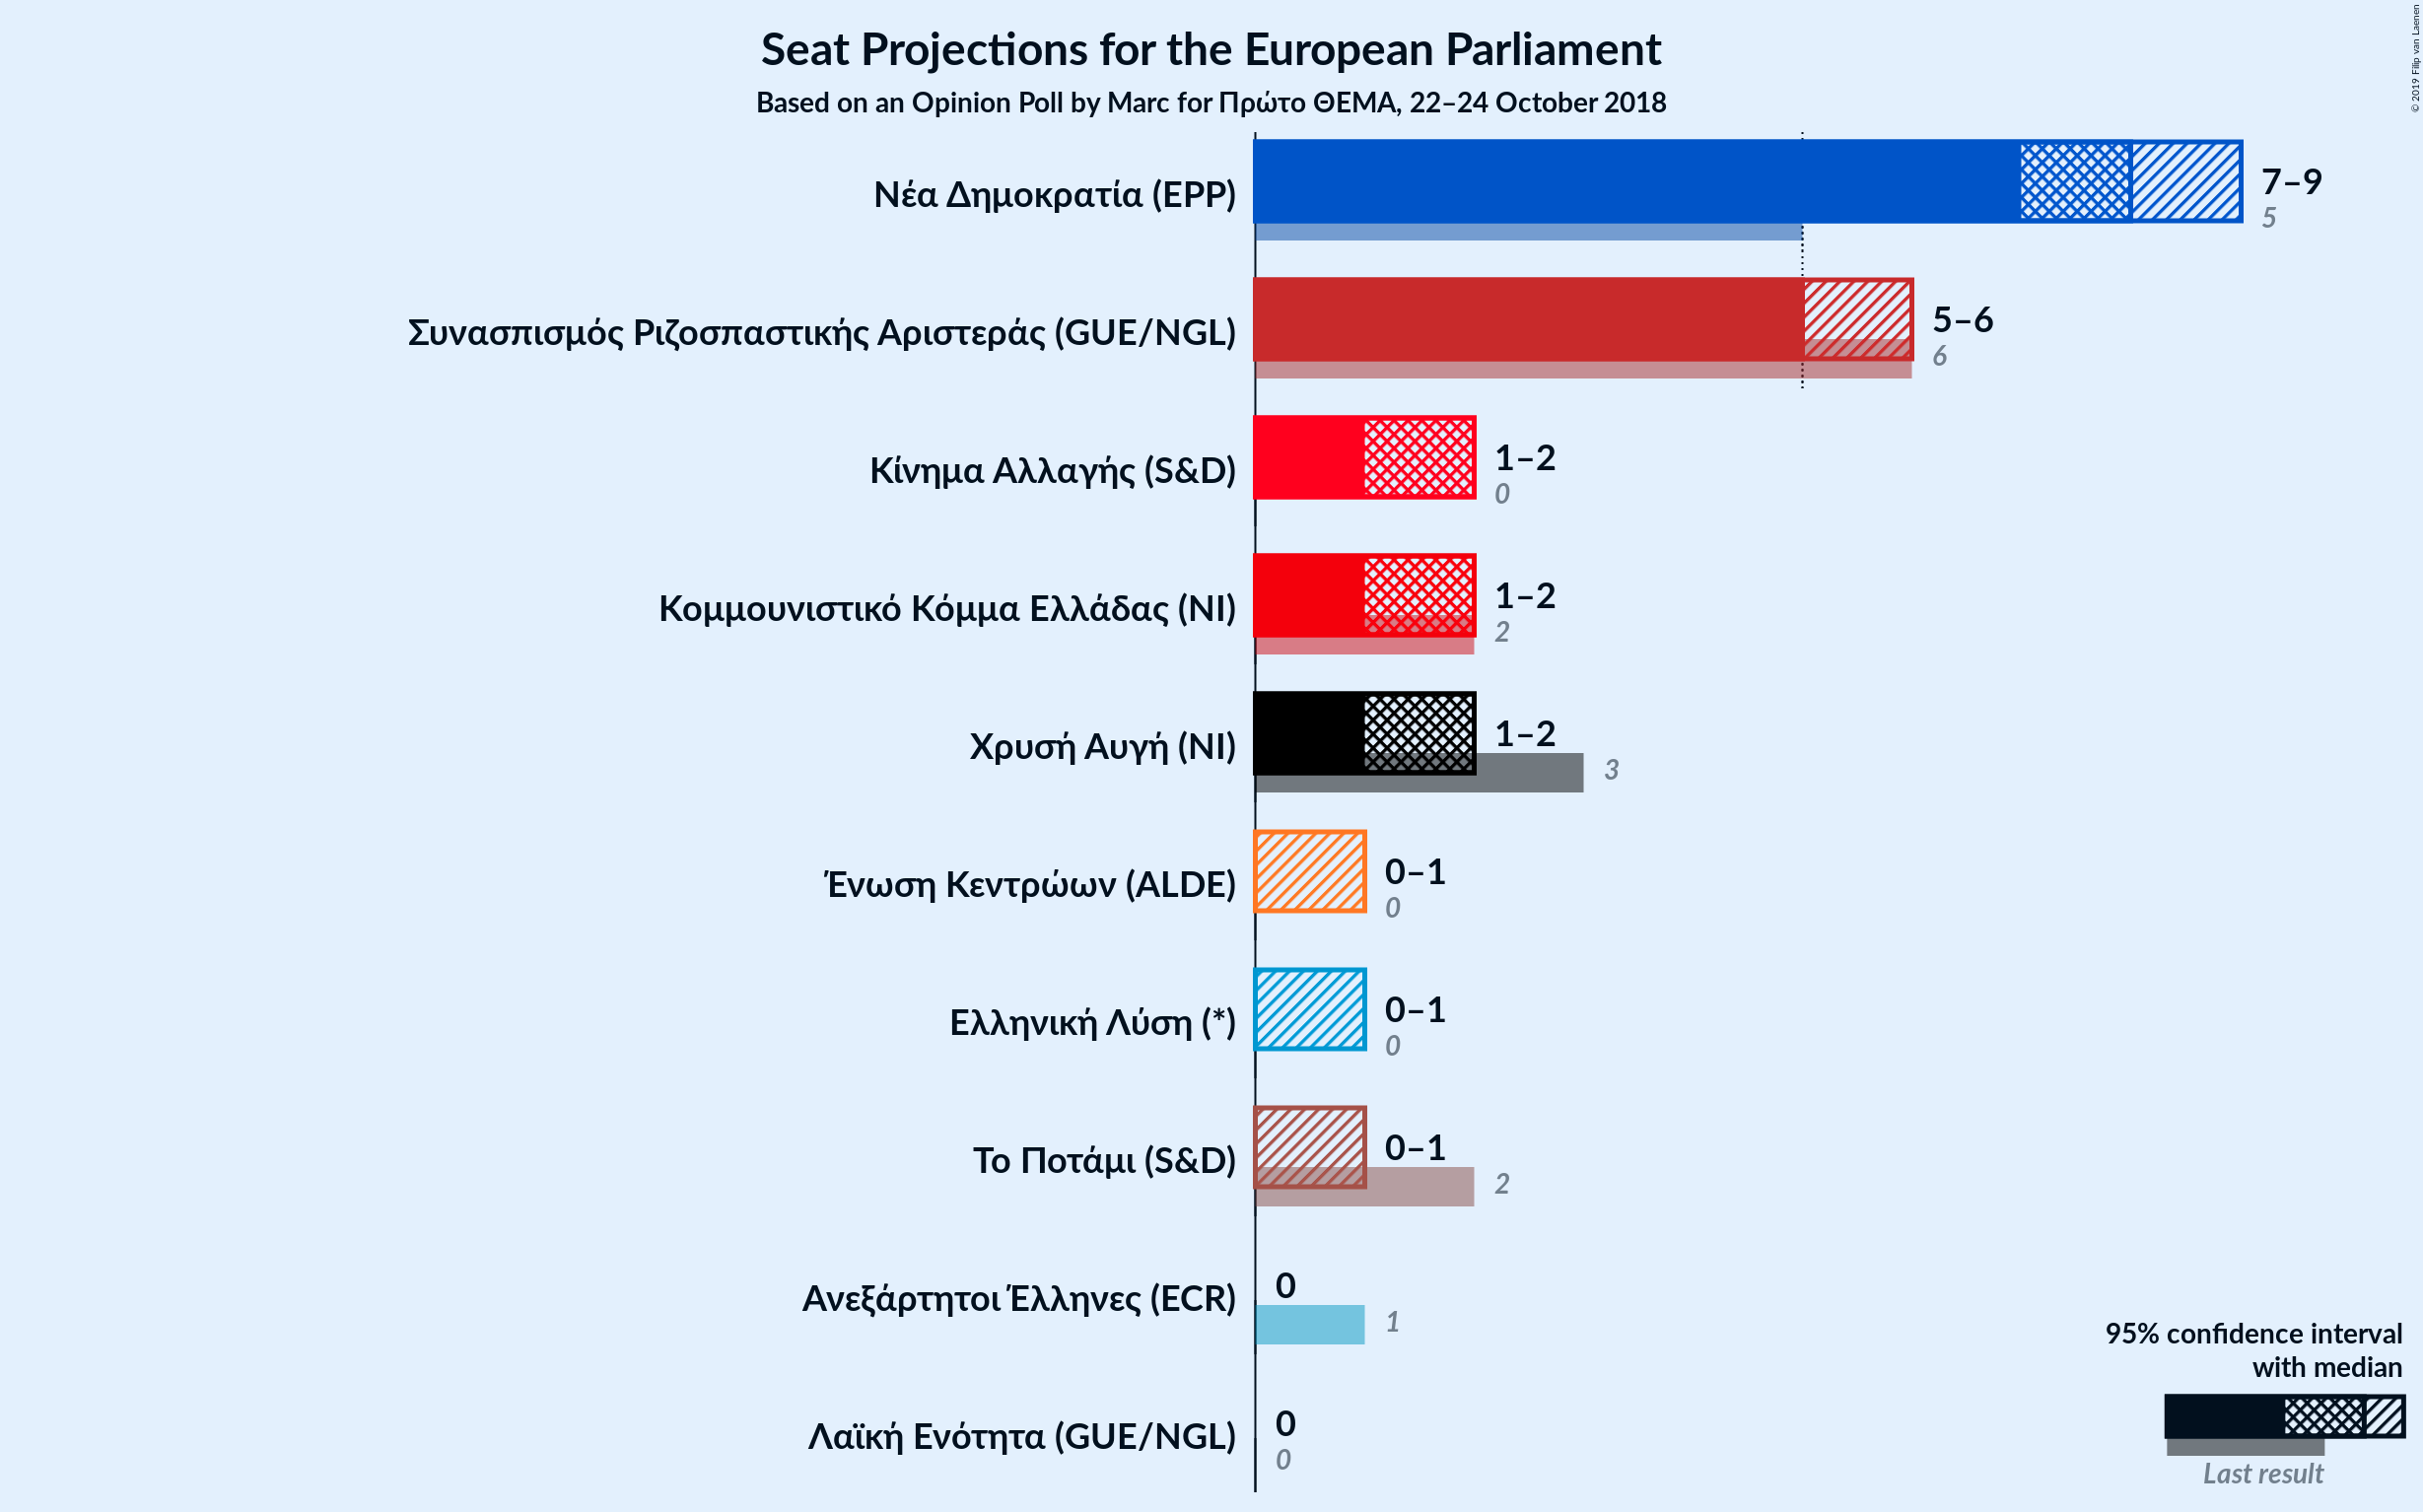 Seat Projections for the European Parliament
Based on an Opinion Poll by Marc for Πρώτο ΘΕΜΑ, 22–24 October 2018
© 2019 Filip van Laenen
Νέα Δημοκρατία (EPP)
7–9
5
Συνασπισμός Ριζοσπαστικής Αριστεράς (GUE/NGL)
5–6
6
Κίνημα Αλλαγής (S&D)
1–2
0
Κομμουνιστικό Κόμμα Ελλάδας (NI)
1–2
2
Χρυσή Αυγή (NI)
1–2
3
Ένωση Κεντρώων (ALDE)
0–1
0
Ελληνική Λύση (*)
0–1
0
Το Ποτάμι (S&D)
0–1
2
Ανεξάρτητοι Έλληνες (ECR)
0
1
Λαϊκή Ενότητα (GUE/NGL)
0
0
95% confidence interval
with median
Last result